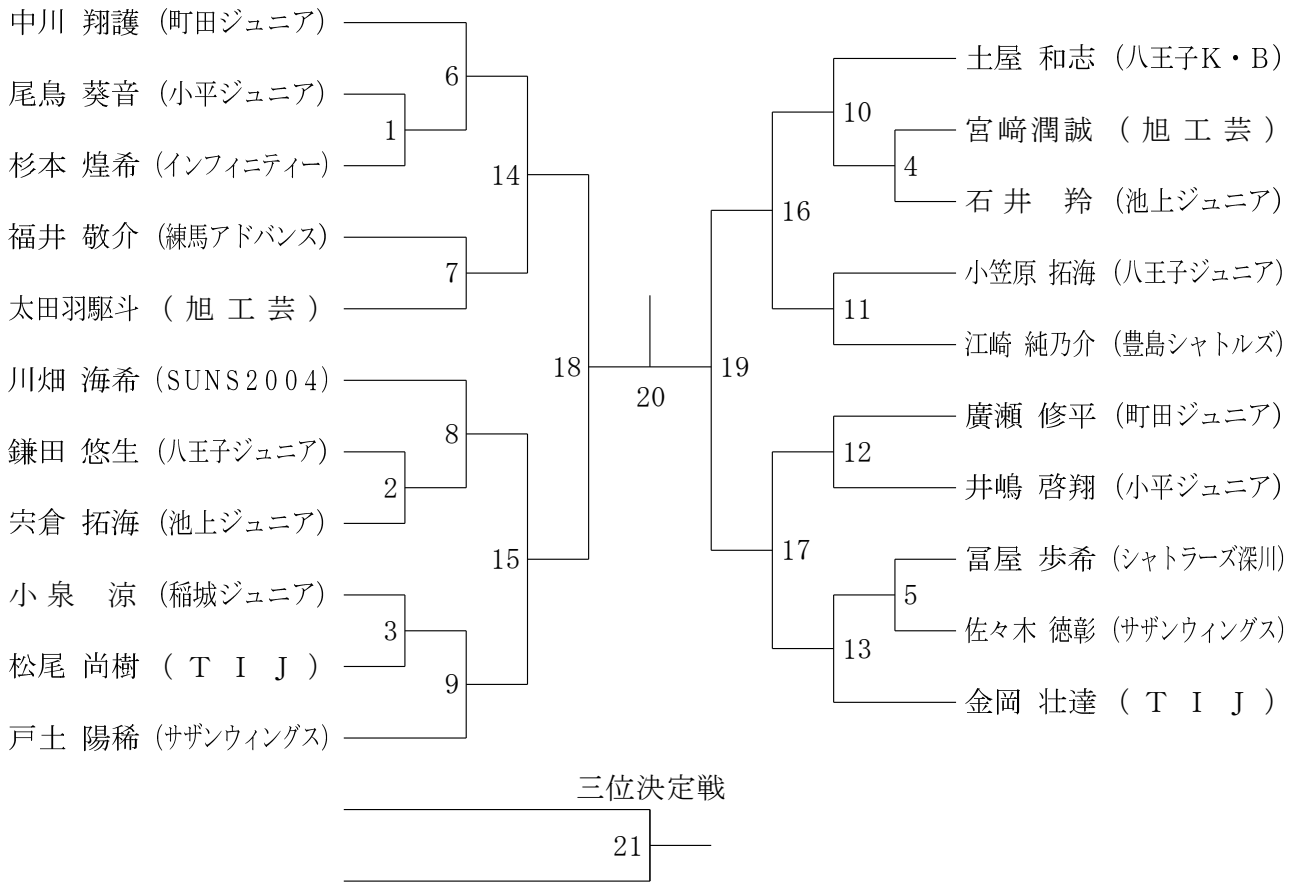 中川 翔護 (町田ジュニア)
6
尾鳥 葵音 (小平ジュニア)
1
杉本 煌希 (インフィニティー)
14
福井 敬介 (練馬アドバンス)
7
太田羽駆斗 ( 旭 工 芸 )
18
川畑 海希 (SUNS2004)
8
鎌田 悠生 (八王子ジュニア)
2
宍倉 拓海 (池上ジュニア)
15
小 泉 涼 (稲城ジュニア)
3
松尾 尚樹 ( T I J )
9
戸土 陽稀 (サザンウィングス)
20
土屋 和志 (八王子K・B)
10
宮﨑潤誠 ( 旭 工 芸 )
4
石 井 羚 (池上ジュニア)
16
小笠原 拓海 (八王子ジュニア)
11
江崎 純乃介 (豊島シャトルズ)
19
廣瀬 修平 (町田ジュニア)
12
井嶋 啓翔 (小平ジュニア)
17
冨屋 歩希 (シャトラーズ深川)
5
佐々木 徳彰 (サザンウィングス)
13
金岡 壮達 ( T I J )
三位決定戦
21